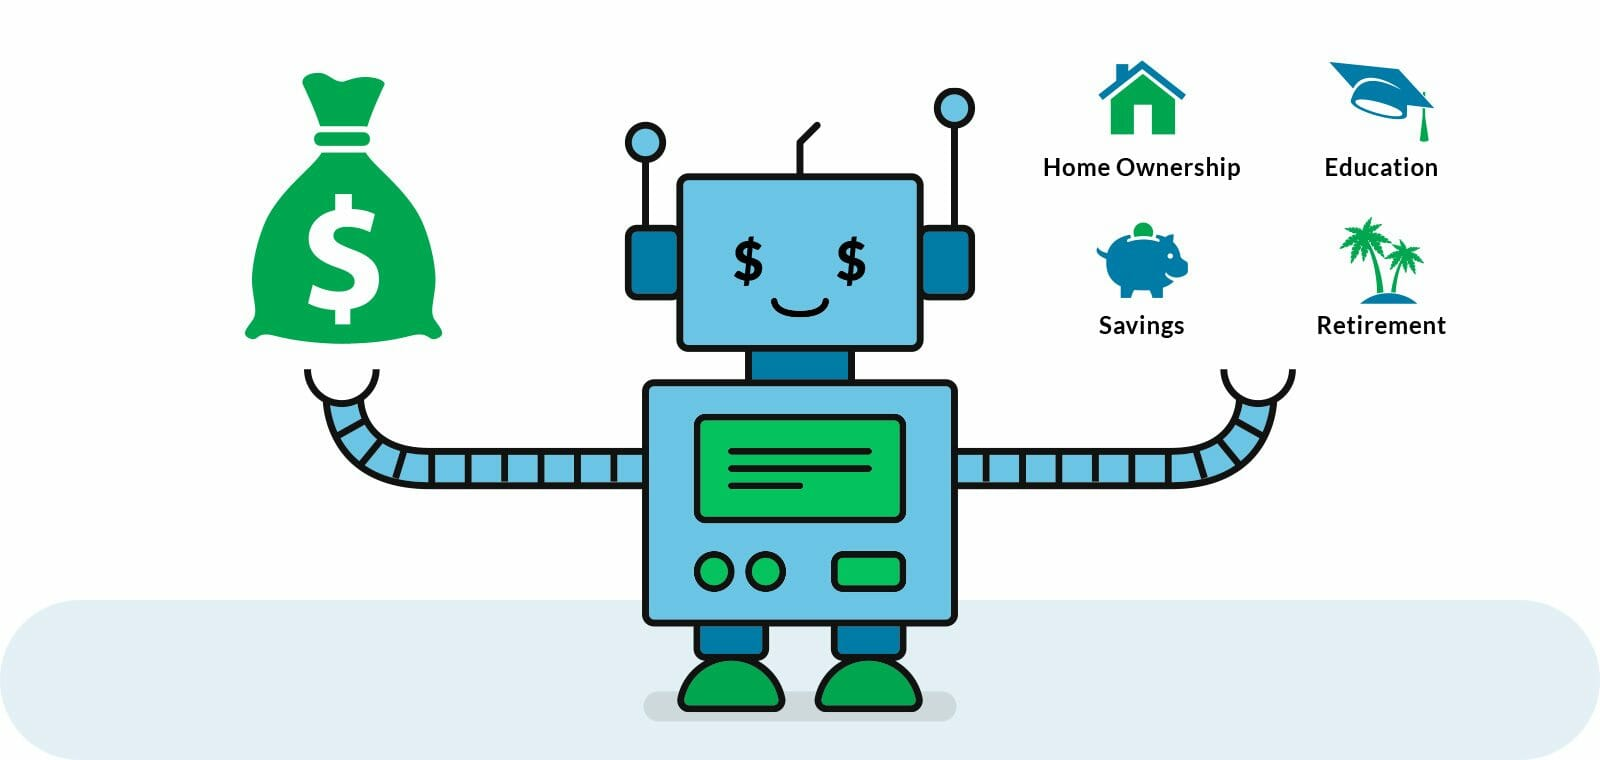 $
$ $
Home Ownership
Education
Savings
Retirement